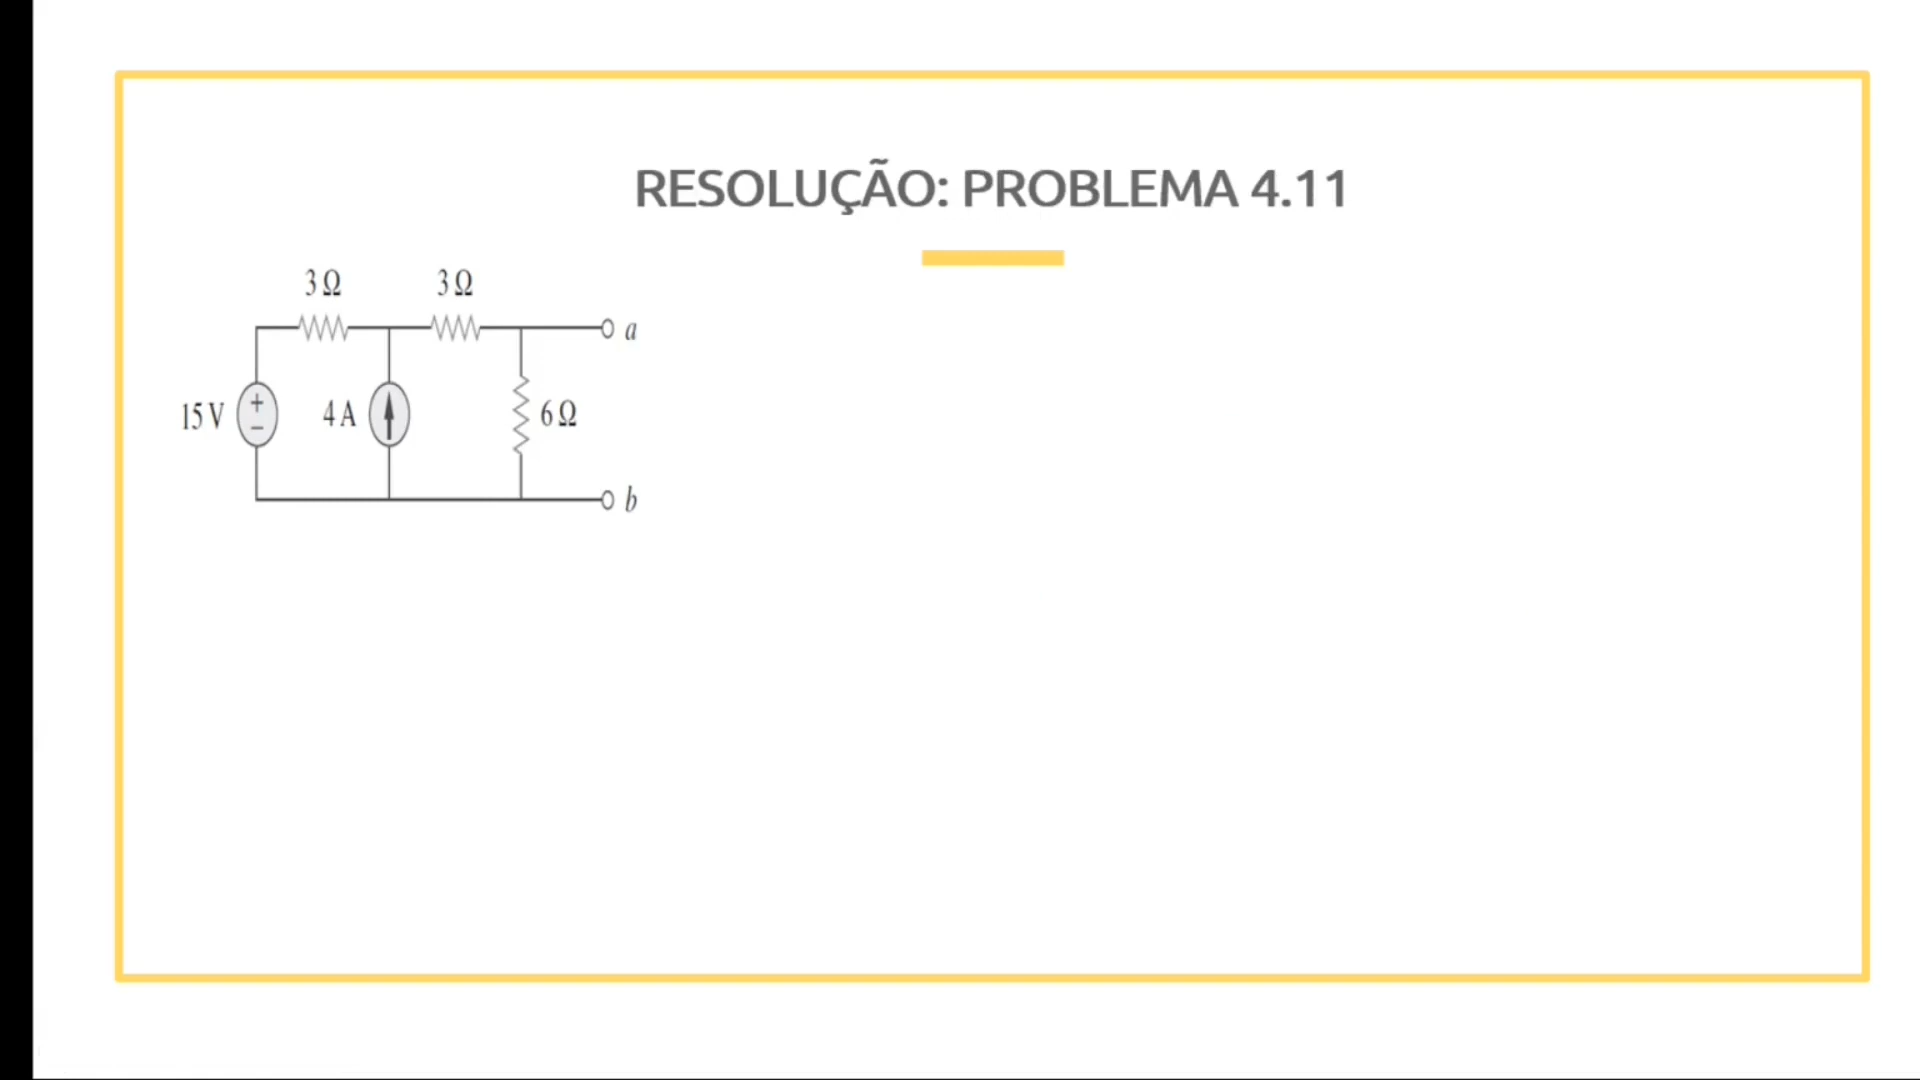 RESOLUÇÃO: PROBLEMA 4.11
3 Ω 3 Ω
a
15 V + − 4 A 6 Ω
b